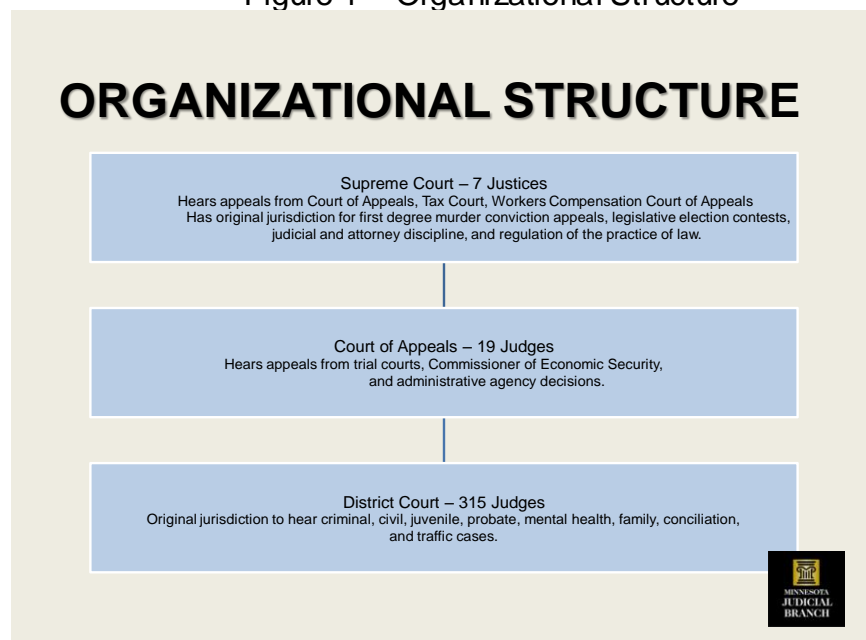 Figure 1 – Organizational Structure
ORGANIZATIONAL STRUCTURE
Supreme Court – 7 Justices
Hears appeals from Court of Appeals, Tax Court, Workers Compensation Court of Appeals
Has original jurisdiction for first degree murder conviction appeals, legislative election contests,
judicial and attorney discipline, and regulation of the practice of law.
Court of Appeals – 19 Judges
Hears appeals from trial courts, Commissioner of Economic Security,
and administrative agency decisions.
District Court – 315 Judges
Original jurisdiction to hear criminal, civil, juvenile, probate, mental health, family, conciliation,
and traffic cases.
MINNESOTA
JUDICIAL
BRANCH